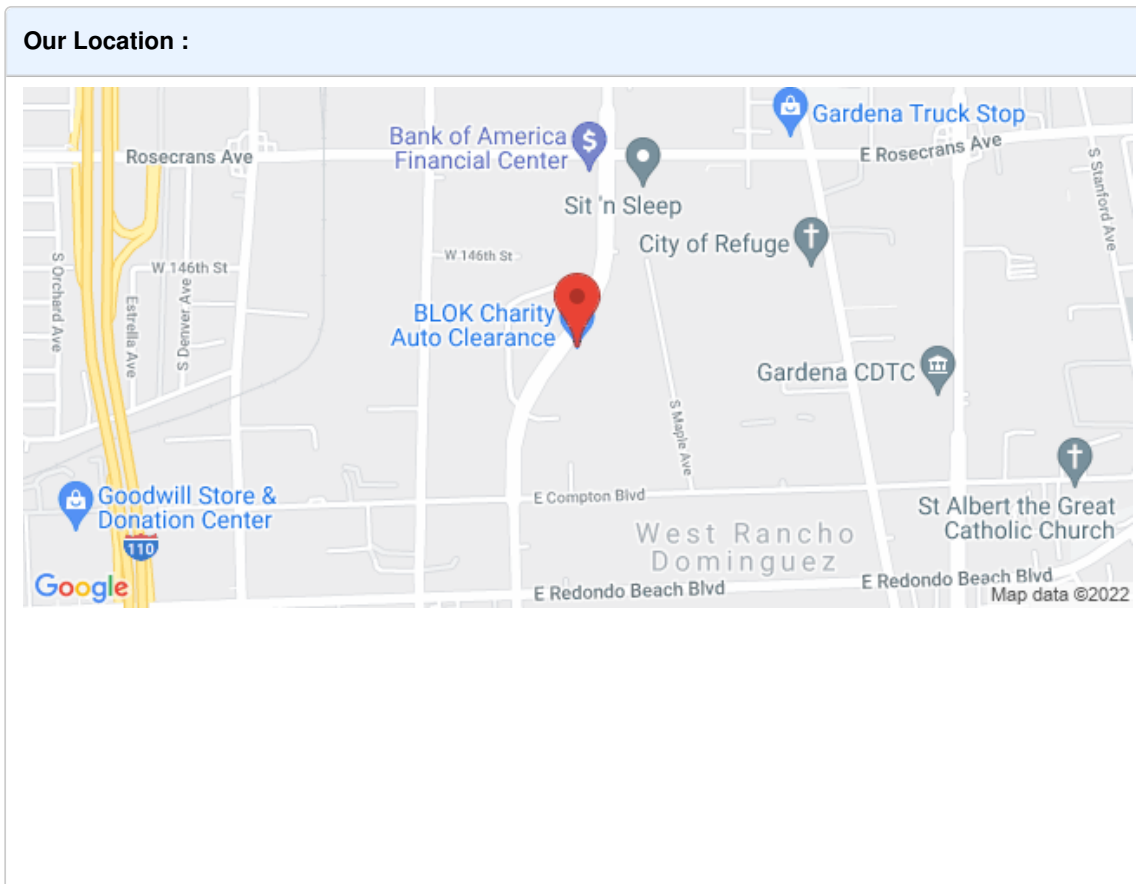 Our Location :
Gardena Truck Stop
Bank of America
Financial Center
Rosecrans Ave
E Rosecrans Ave
S Stanford Ave
Sit 'n Sleep
City of Refuge
W 146th St
W 146th St
S Orchard Ave
Estrella Ave
S Denver Ave
BLOK Charity
Auto Clearance
Gardena CDTC
S Maple Ave
Goodwill Store &
Donation Center
E Compton Blvd
St Albert the Great
Catholic Church
West Rancho
Dominguez
110
Google
E Redondo Beach Blvd
E Redondo Beach Blvd
Map data ©2022